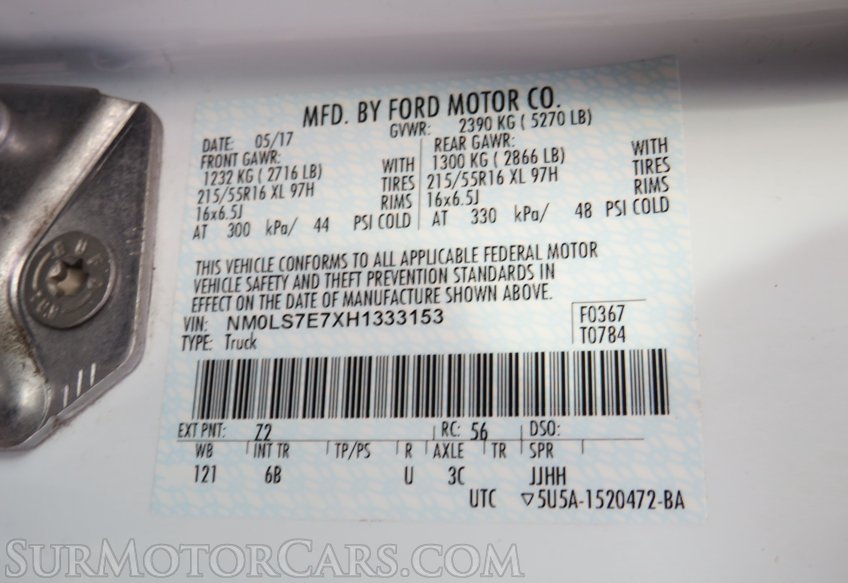 MFD. BY FORD MOTOR CO.
DATE: 05/17 GVWR: 2390 KG ( 5270 LB)
FRONT GAWR: REAR GAWR:
1232 KG ( 2716 LB) WITH 1300 KG ( 2866 LB) WITH
215/55R16 XL 97H TIRES 215/55R16 XL 97H TIRES
16x6.5J RIMS 16x6.5J RIMS
AT 300 kPa/ 44 PSI COLD AT 330 kPa/ 48 PSI COLD
THIS VEHICLE CONFORMS TO ALL APPLICABLE FEDERAL MOTOR
VEHICLE SAFETY AND THEFT PREVENTION STANDARDS IN
EFFECT ON THE DATE OF MANUFACTURE SHOWN ABOVE.
VIN: NM0LS7E7XH1333153 F0367
TYPE: Truck T0784
EXT PNT: Z2 RC: 56 DSO:
WB INT TR TP/PS R AXLE TR SPR
121 6B U 3C JJHH
UTC ▽5U5A-1520472-BA
SurMotorCars.com